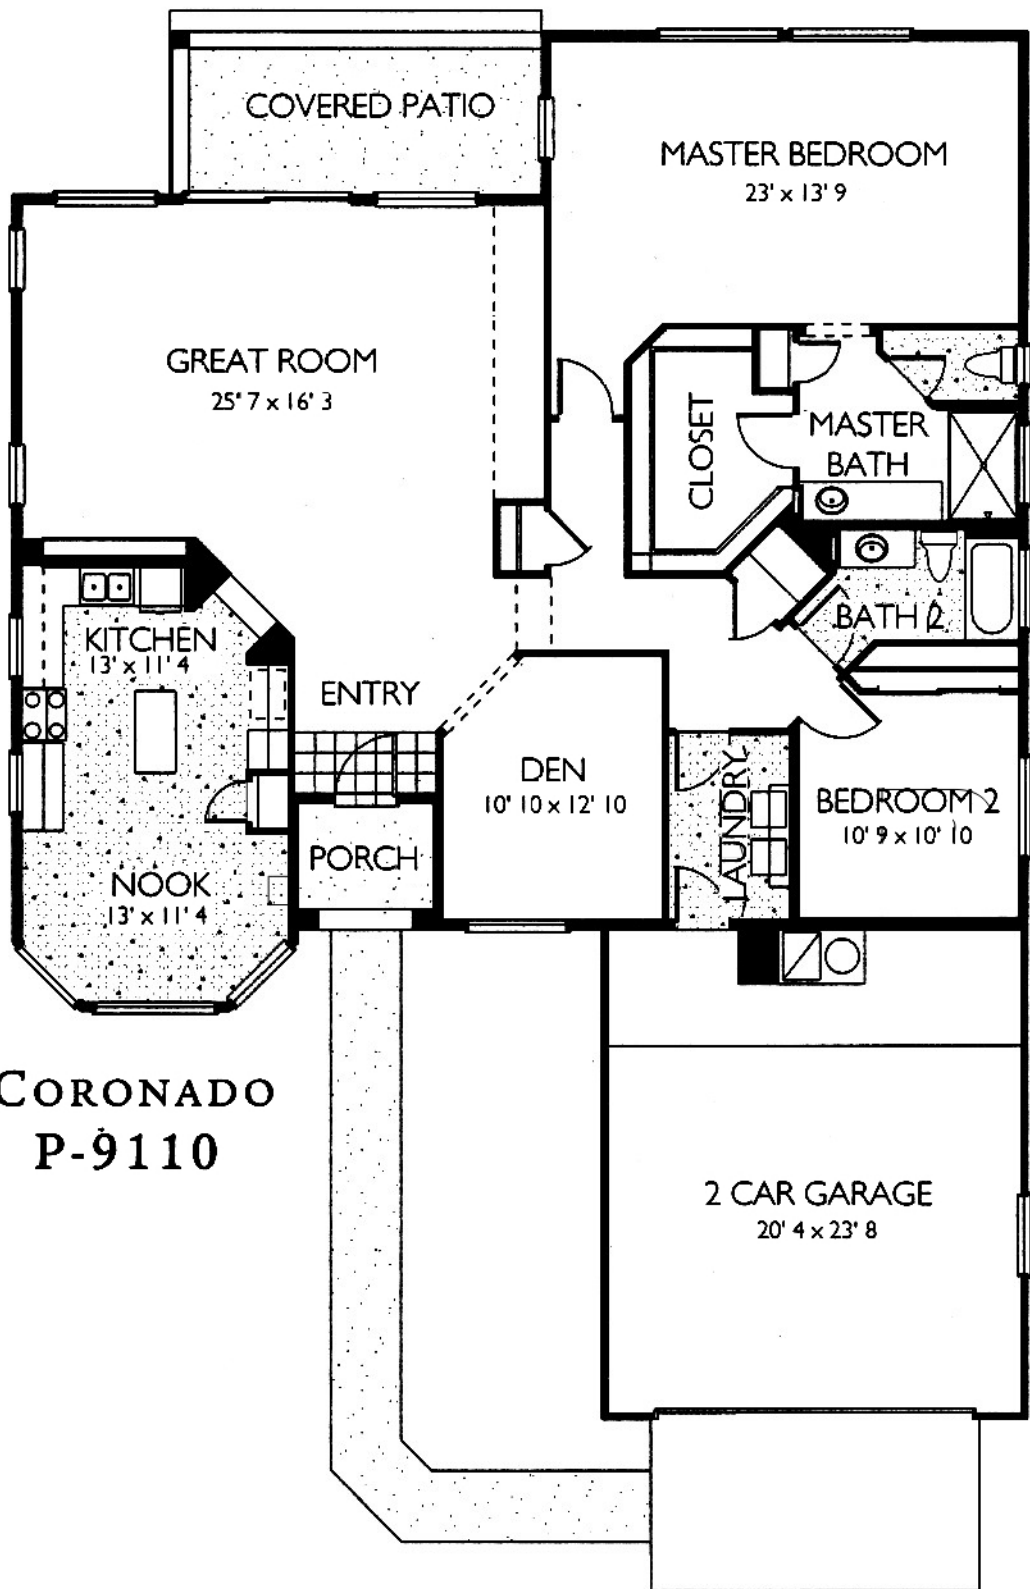 COVERED PATIO
MASTER BEDROOM
23' x 13' 9
GREAT ROOM
25' 7 x 16' 3
CLOSET
MASTER
BATH
KITCHEN
13' x 11' 4
BATH 2
ENTRY
DEN
10' 10 x 12' 10
LAUNDRY
BEDROOM 2
10' 9 x 10' 10
PORCH
NOOK
13' x 11' 4
CORONADO
P-9110
2 CAR GARAGE
20' 4 x 23' 8